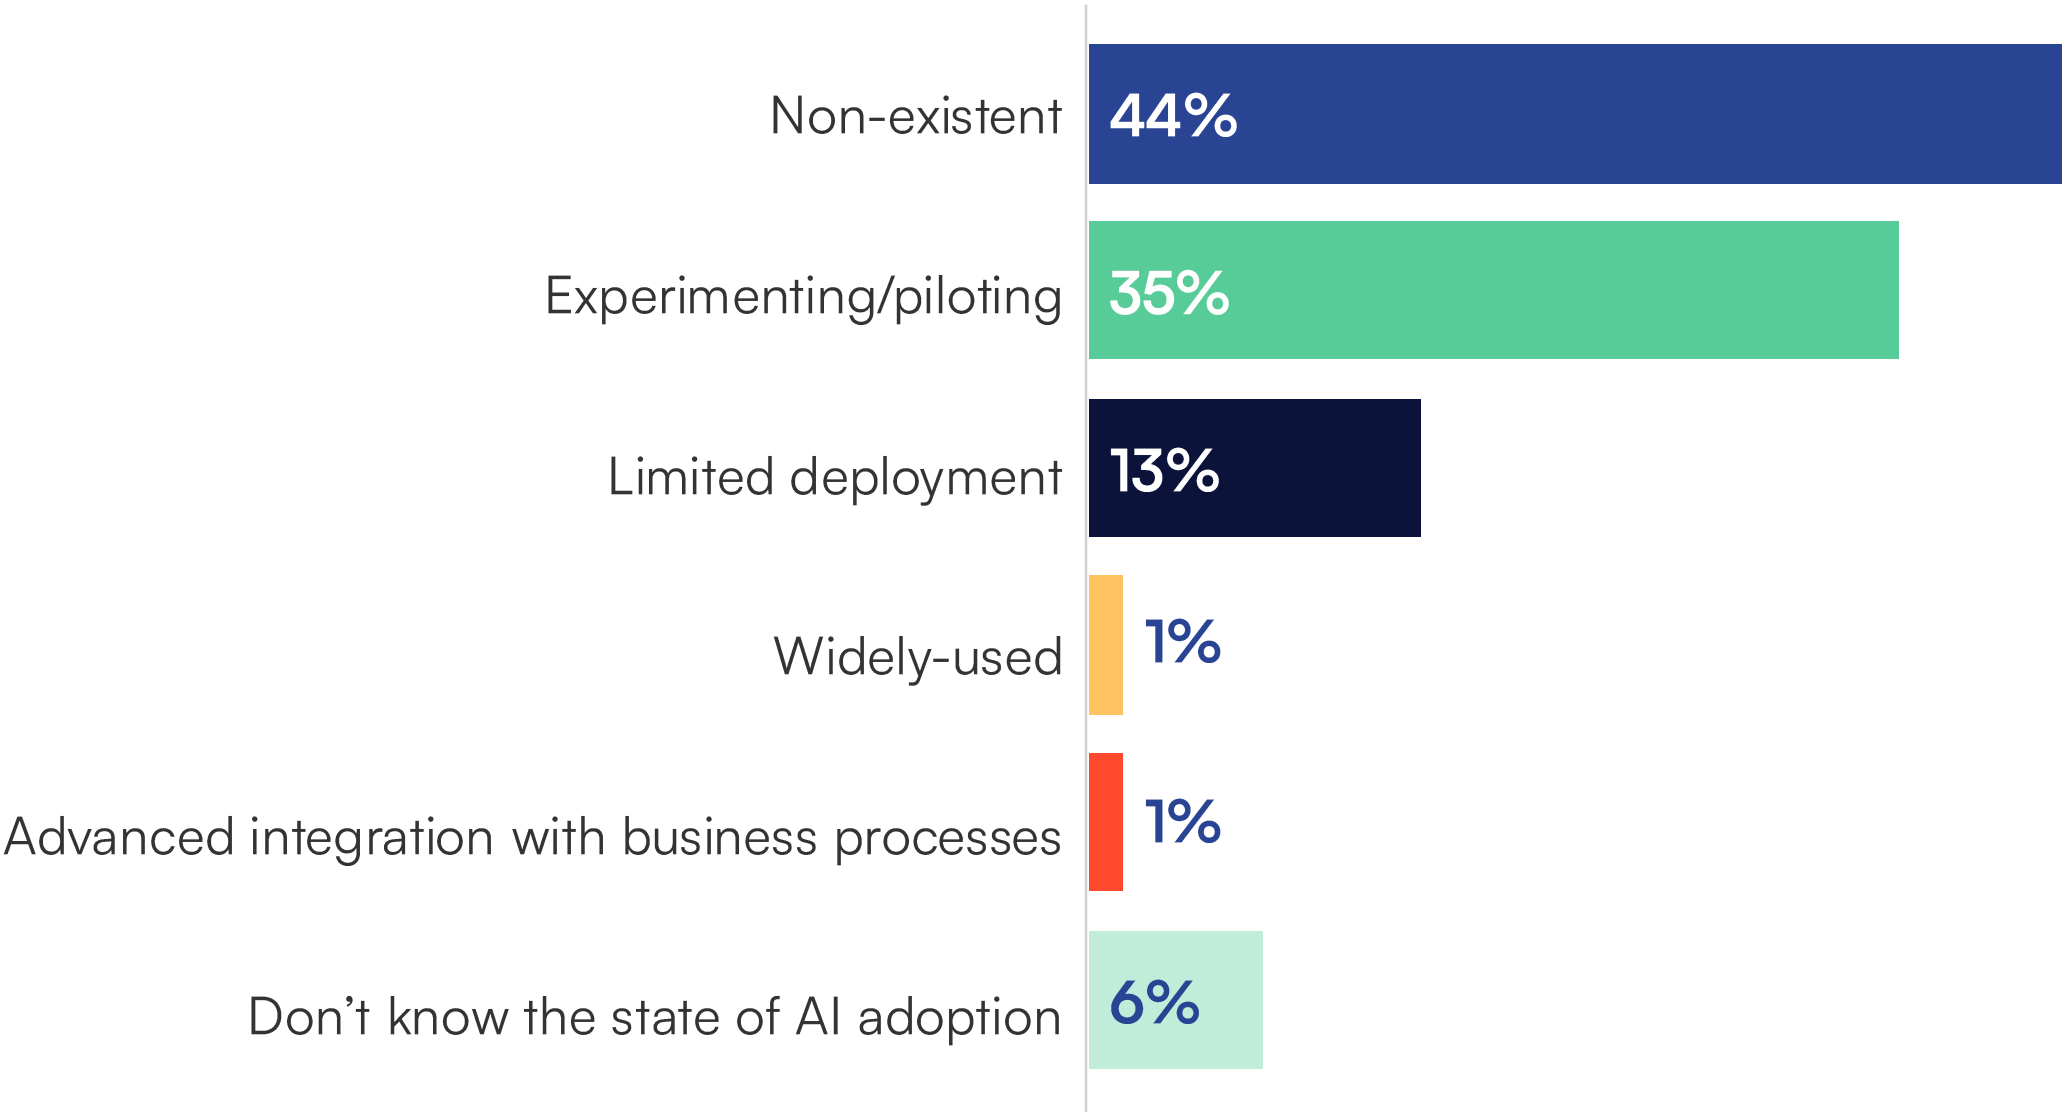 Non-existent 44%
Experimenting/piloting 35%
Limited deployment 13%
Widely-used 1%
Advanced integration with business processes 1%
Don’t know the state of AI adoption 6%